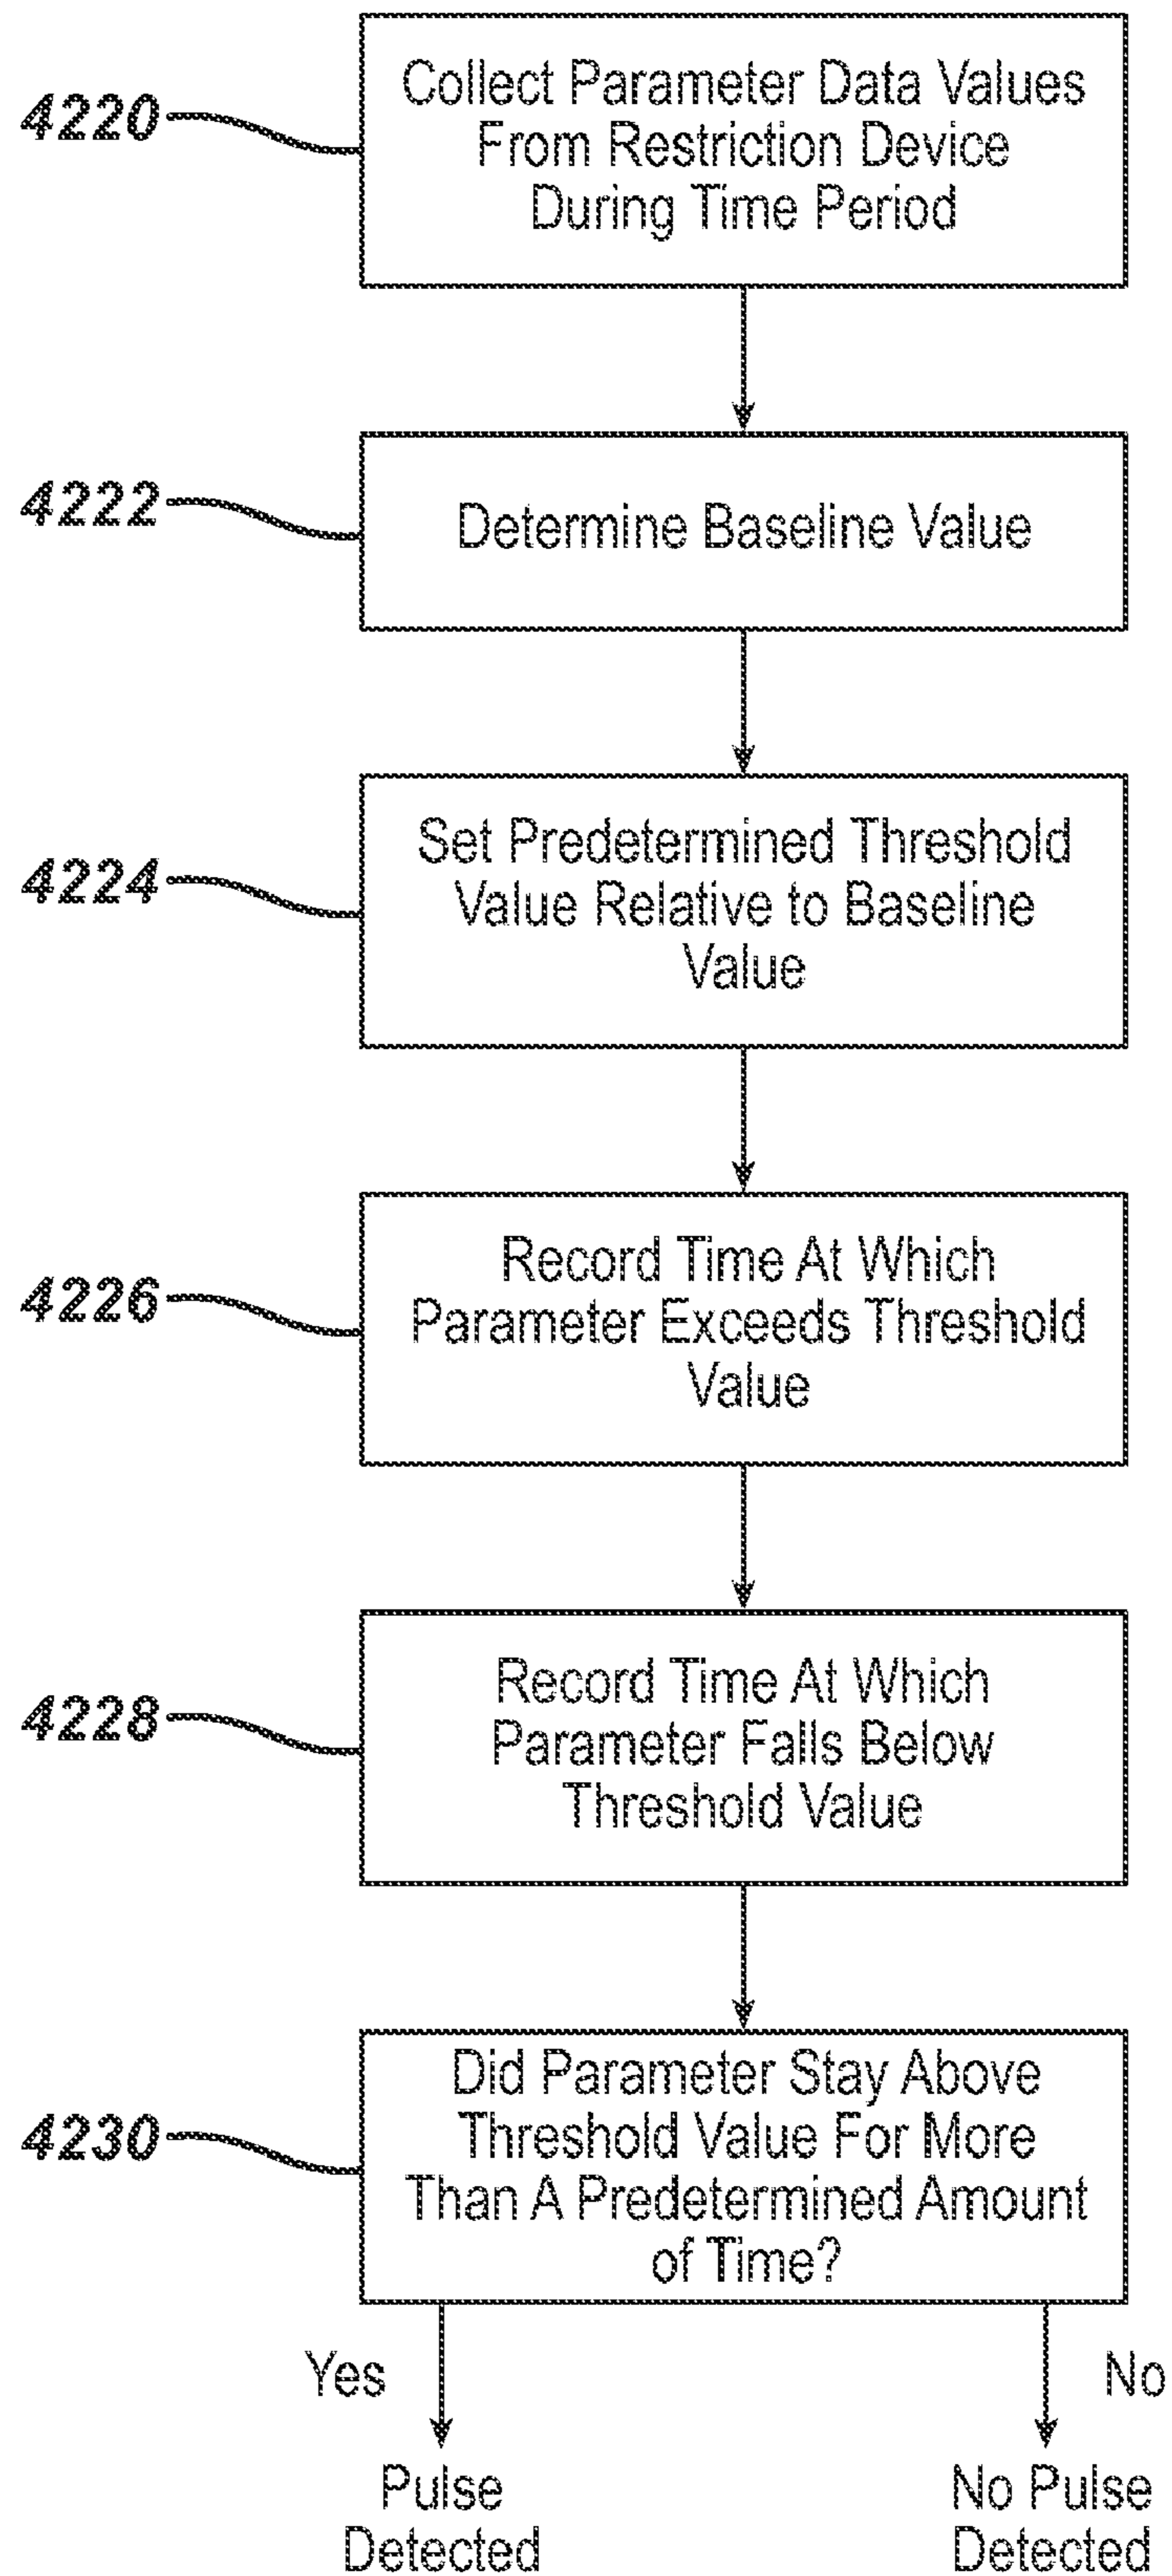 4220
Collect Parameter Data Values
From Restriction Device
During Time Period
4222
Determine Baseline Value
4224
Set Predetermined Threshold
Value Relative to Baseline
Value
4226
Record Time At Which
Parameter Exceeds Threshold
Value
4228
Record Time At Which
Parameter Falls Below
Threshold Value
4230
Did Parameter Stay Above
Threshold Value For More
Than A Predetermined Amount
of Time?
Yes
No
Pulse
Detected
No Pulse
Detected